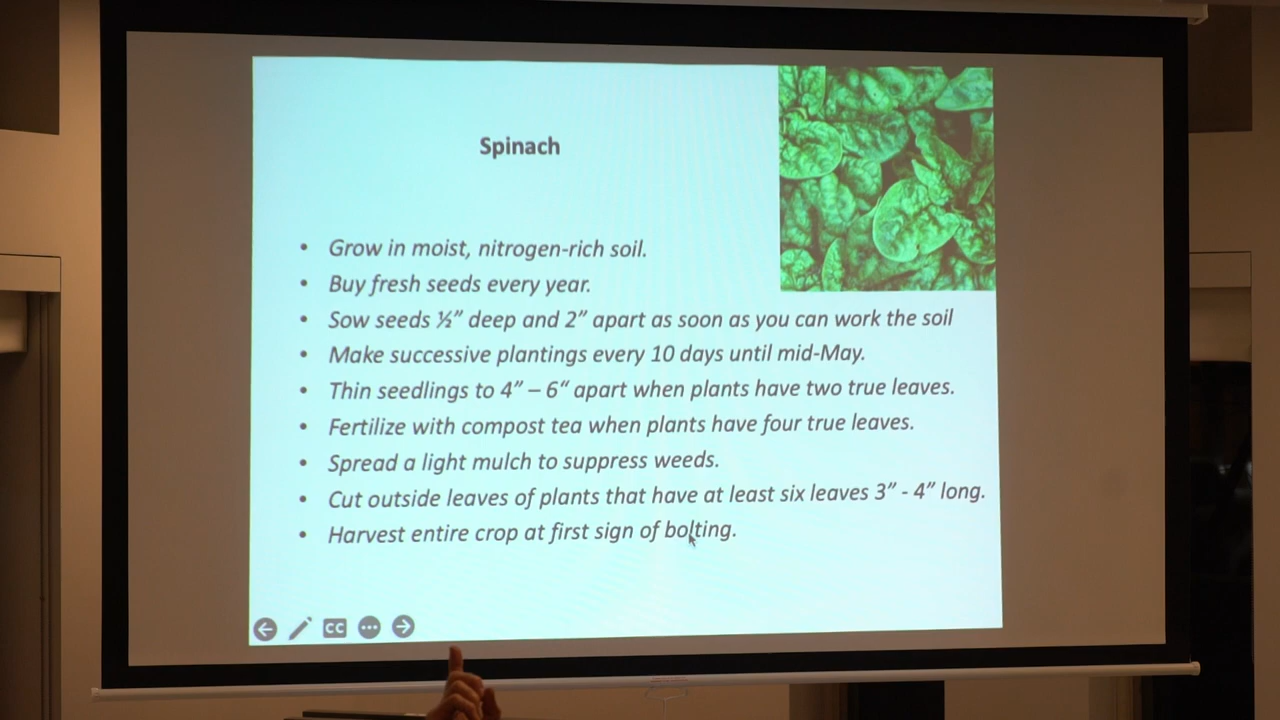 Spinach
• Grow in moist, nitrogen-rich soil.
• Buy fresh seeds every year.
• Sow seeds ½” deep and 2” apart as soon as you can work the soil
• Make successive plantings every 10 days until mid-May.
• Thin seedlings to 4” – 6“ apart when plants have two true leaves.
• Fertilize with compost tea when plants have four true leaves.
• Spread a light mulch to suppress weeds.
• Cut outside leaves of plants that have at least six leaves 3” - 4” long.
• Harvest entire crop at first sign of bolting.
CC